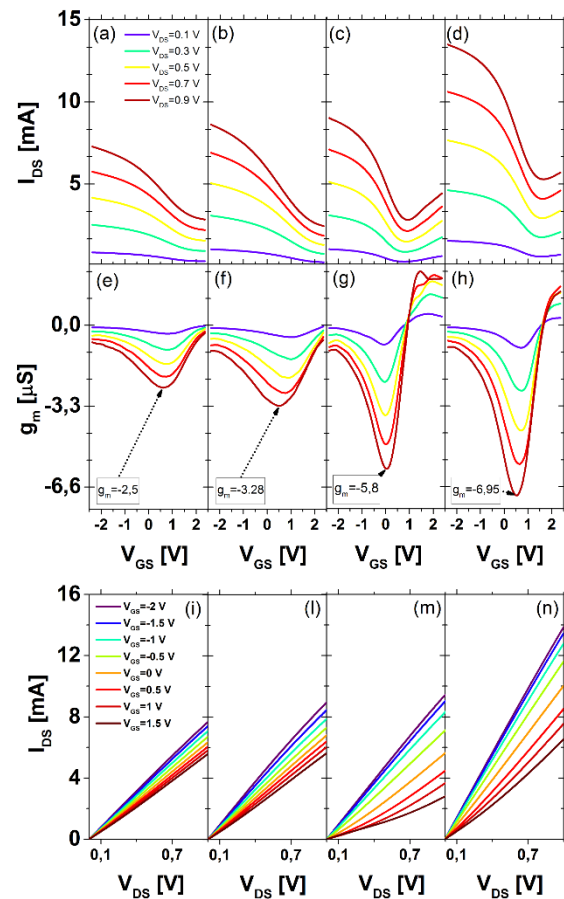 (a) (b) (c) (d)
V_DS=0.1 V
V_DS=0.3 V
V_DS=0.5 V
V_DS=0.7 V
V_DS=0.9 V
15
10
5
I_DS [mA]
(e) (f) (g) (h)
0,0
-3,3
-6,6
g_m [µS]
g_m=-2,5
g_m=-3.28
g_m=-5,8
g_m=-6,95
-2 -1 0 1 2 -2 -1 0 1 2 -2 -1 0 1 2 -2 -1 0 1 2
V_GS [V] V_GS [V] V_GS [V] V_GS [V]
(i) (l) (m) (n)
V_GS=-2 V
V_GS=-1.5 V
V_GS=-1 V
V_GS=-0.5 V
V_GS=0 V
V_GS=0.5 V
V_GS=1 V
V_GS=1.5 V
16
12
8
4
0
I_DS [mA]
0,1 0,7 0,1 0,7 0,1 0,7 0,1 0,7
V_DS [V] V_DS [V] V_DS [V] V_DS [V]